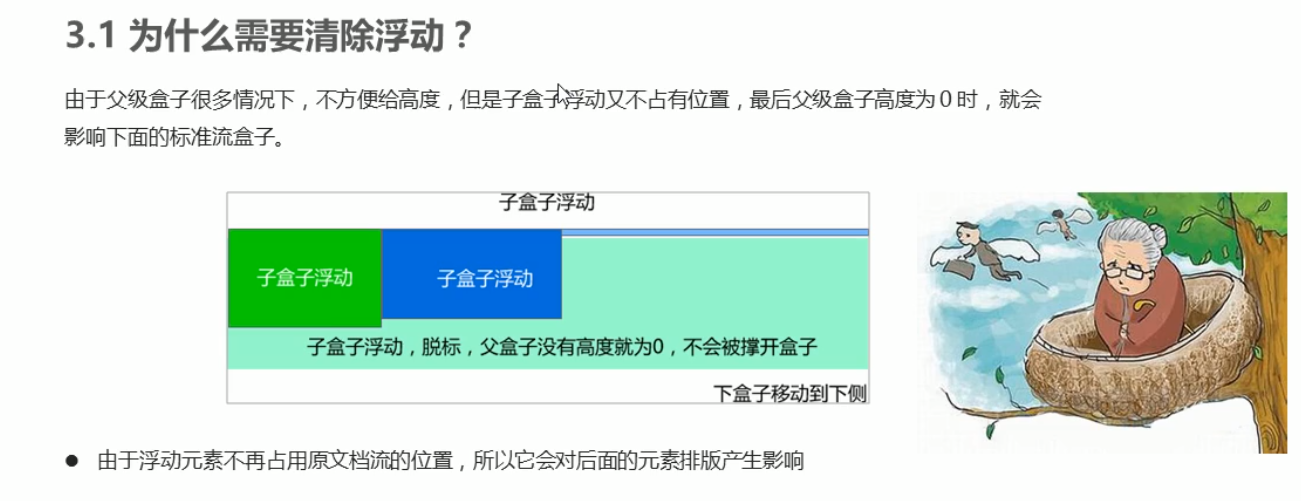 3.1 为什么需要清除浮动？
由于父级盒子很多情况下，不方便给高度，但是子盒子浮动又不占有位置，最后父级盒子高度为 0 时，就会
影响下面的标准流盒子。
子盒子浮动
子盒子浮动
子盒子浮动
子盒子浮动，脱标，父盒子没有高度就为0，不会被撑开盒子
下盒子移动到下侧
● 由于浮动元素不再占用原文档流的位置，所以它会对后面的元素排版产生影响